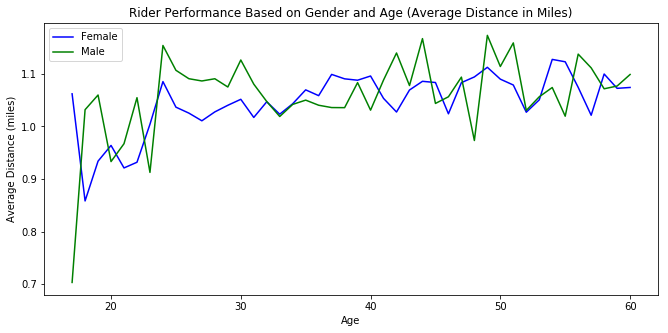 Rider Performance Based on Gender and Age (Average Distance in Miles)
Female
Male
Average Distance (miles)
1.1
1.0
0.9
0.8
0.7
20 30 40 50 60
Age